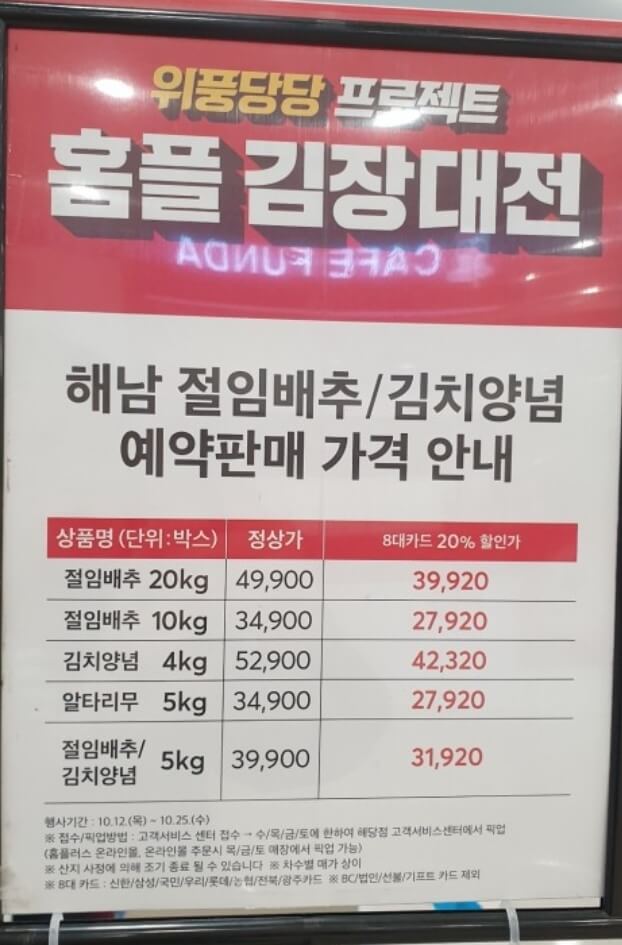 위풍당당 프로젝트
홈플 김장대전
CAFE FUNDA
해남 절임배추/김치양념
예약판매 가격 안내
상품명 (단위:박스) 정상가 8대카드 20% 할인가
절임배추 20kg 49,900 39,920
절임배추 10kg 34,900 27,920
김치양념 4kg 52,900 42,320
알타리무 5kg 34,900 27,920
절임배추/
김치양념 5kg 39,900 31,920
행사기간 : 10.12.(목) ~ 10.25.(수)
※ 접수/픽업방법 : 고객서비스 센터 접수 → 수/목/금/토에 한하여 해당점 고객서비스센터에서 픽업
(홈플러스 온라인몰, 온라인몰 주문시 목/금/토 매장에서 픽업 가능)
※ 산지 사정에 의해 조기 종료 될 수 있습니다 ※ 차수별 매가 상이
※ 8대 카드 : 신한/삼성/국민/우리/롯데/농협/전북/광주카드 ※ BC/법인/선불/기프트 카드 제외